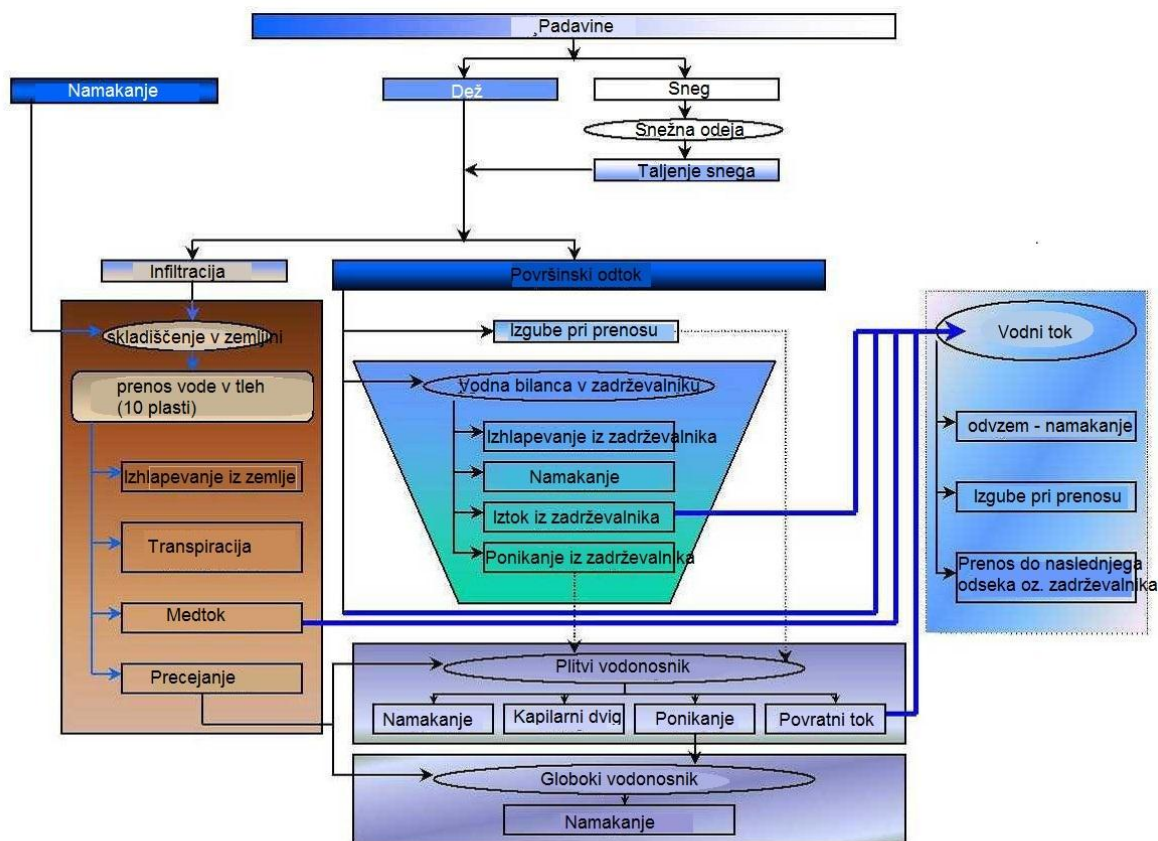 Padavine
Namakanje
Dež
Sneg
Snežna odeja
Taljenje snega
Infiltracija
Površinski odtok
skladiščenje v zemljini
Izgube pri prenosu
Vodni tok
prenos vode v tleh
(10 plasti)
Vodna bilanca v zadrževalniku
Izhlapevanje iz zadrževalnika
odvzem - namakanje
Izhlapevanje iz zemlje
Namakanje
Izgube pri prenosu
Iztok iz zadrževalnika
Transpiracija
Ponikanje iz zadrževalnika
Prenos do naslednjega
odseka oz. zadrževalnika
Medtok
Precejanje
Plitvi vodonosnik
Namakanje
Kapilarni dvig
Ponikanje
Povratni tok
Globoki vodonosnik
Namakanje